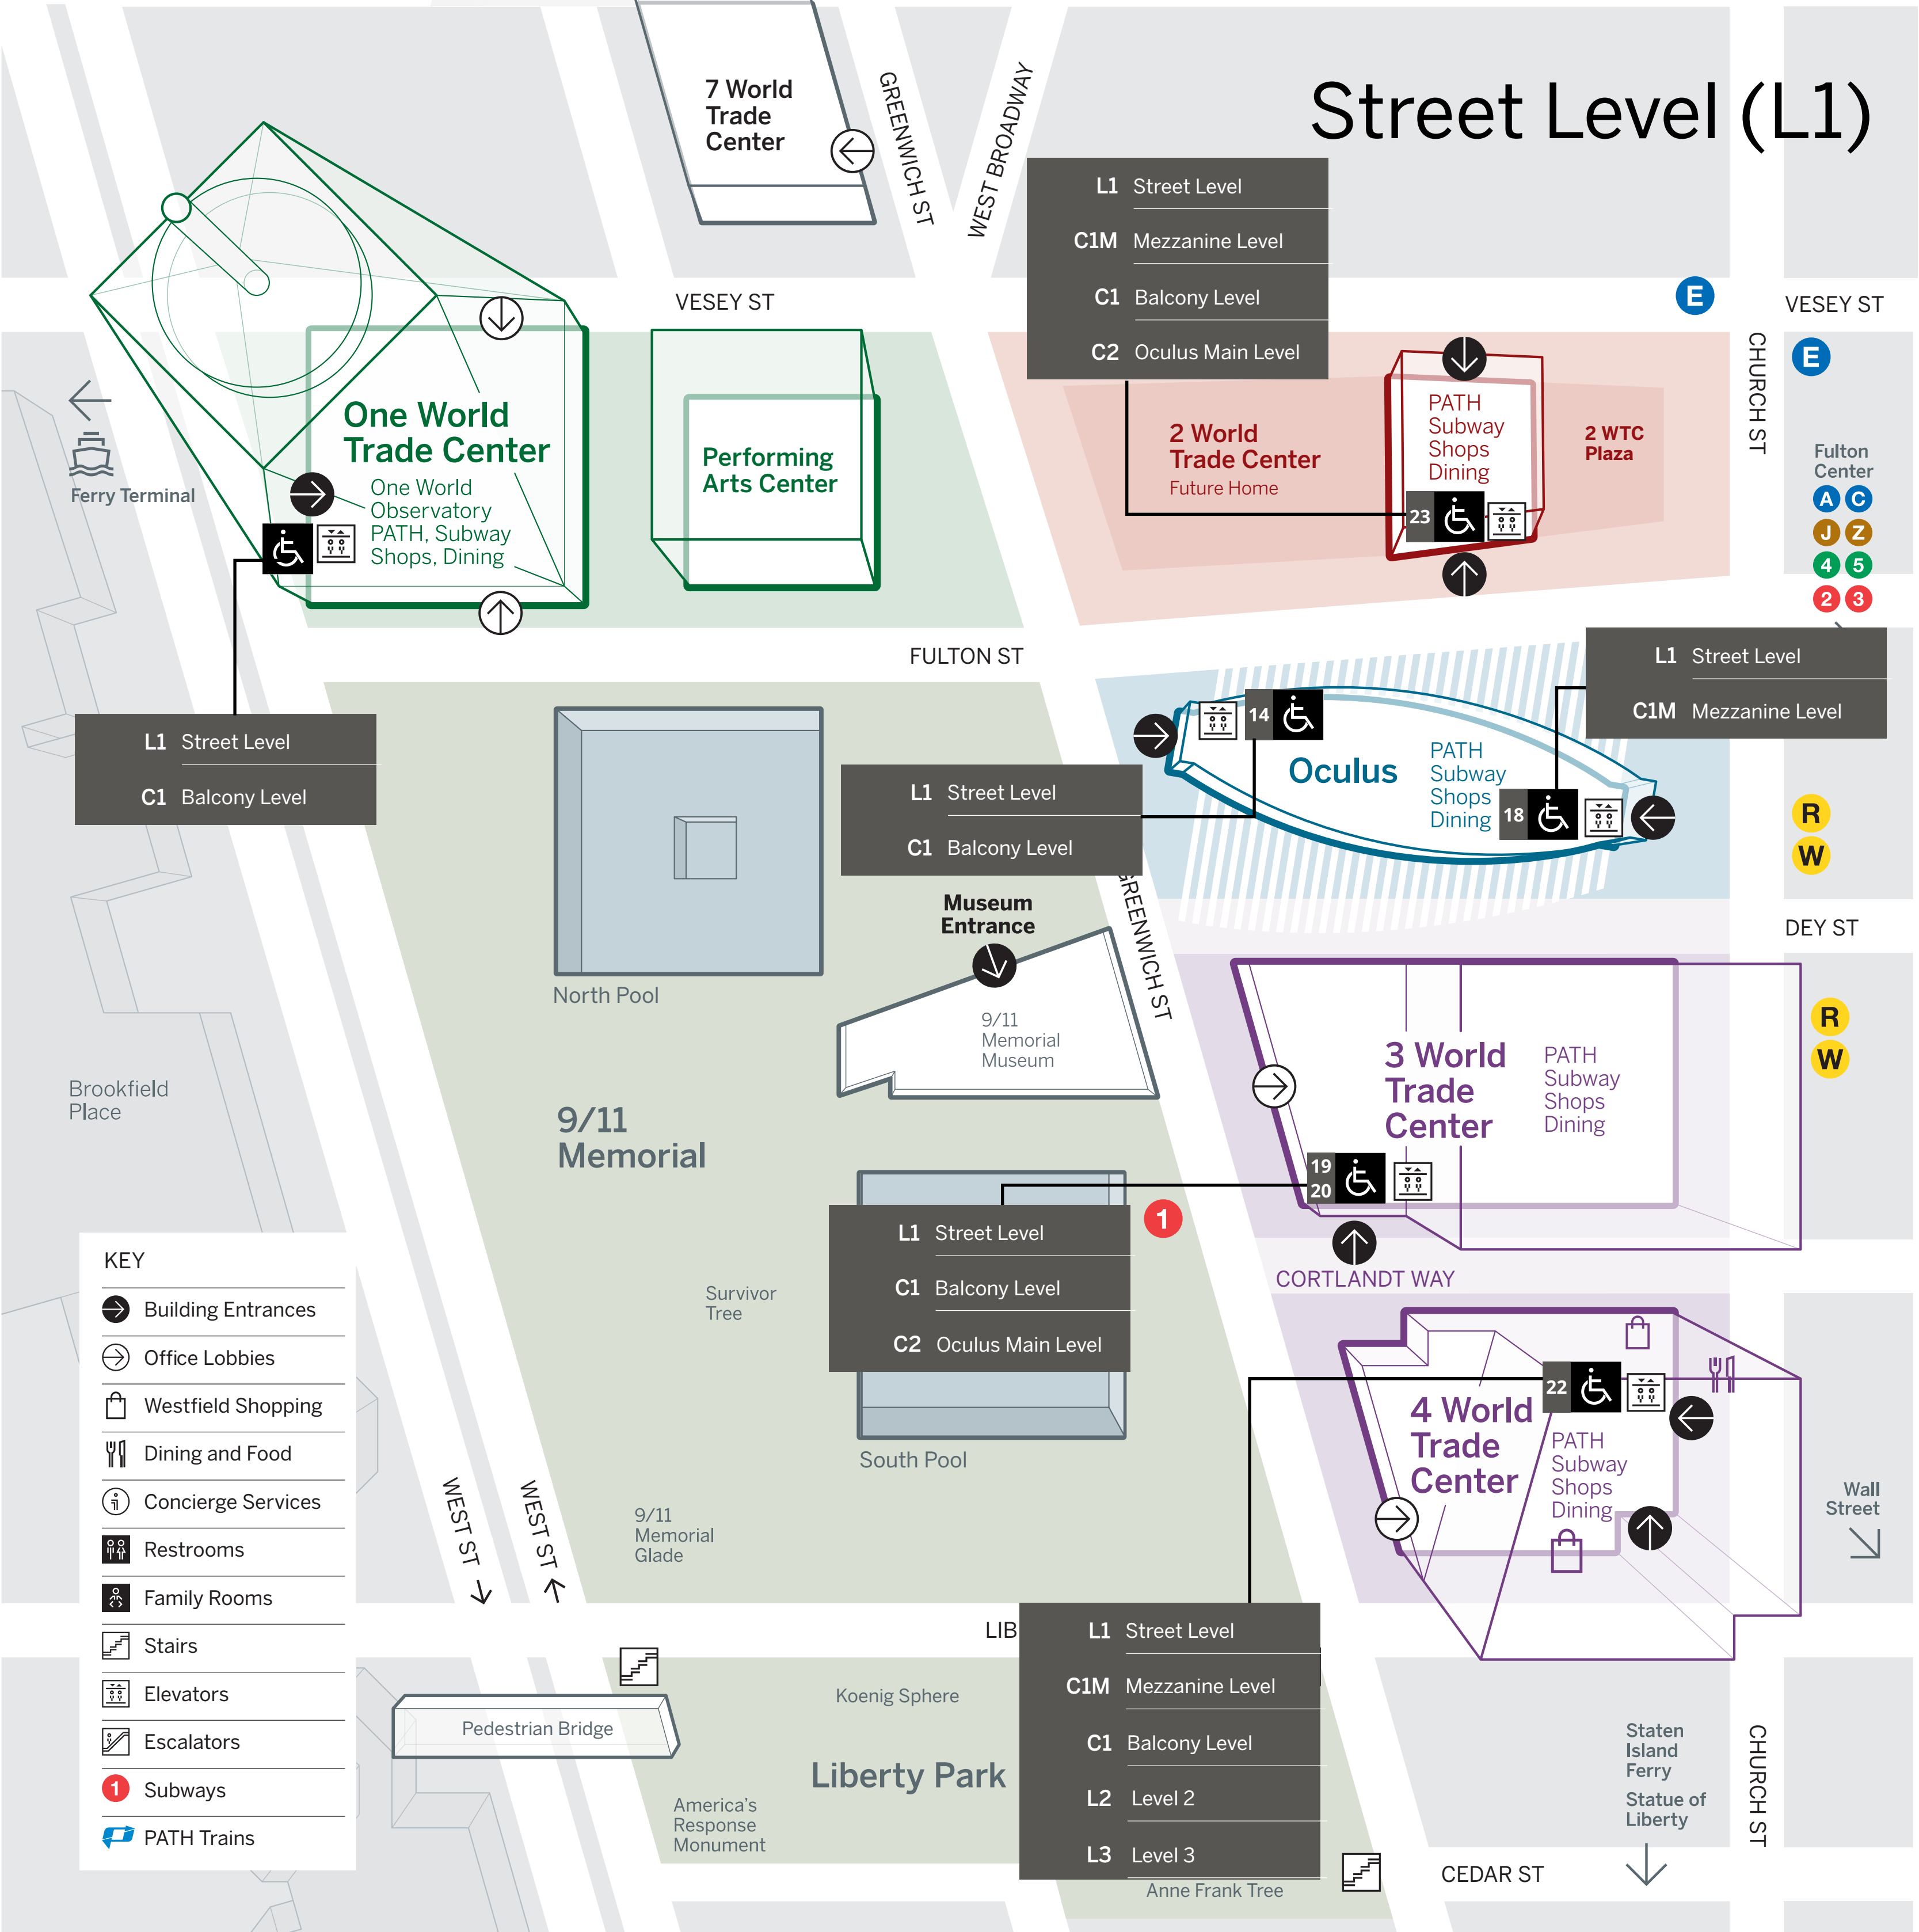 Street Level (L1)
7 World
Trade
Center
GREENWICH ST
WEST BROADWAY
L1 Street Level
C1M Mezzanine Level
C1 Balcony Level
C2 Oculus Main Level
VESEY ST
E
VESEY ST
CHURCH ST
E
Ferry Terminal
One World
Trade Center
One World
Observatory
PATH, Subway
Shops, Dining
Performing
Arts Center
2 World
Trade Center
Future Home
PATH
Subway
Shops
Dining
23
2 WTC
Plaza
Fulton
Center
A C
J Z
4 5
2 3
FULTON ST
L1 Street Level
C1M Mezzanine Level
L1 Street Level
C1 Balcony Level
14
Oculus
PATH
Subway
Shops
Dining
18
L1 Street Level
C1 Balcony Level
R
W
GREENWICH ST
Museum
Entrance
DEY ST
North Pool
9/11
Memorial
Museum
R
W
3 World
Trade
Center
PATH
Subway
Shops
Dining
Brookfield
Place
9/11
Memorial
19
20
1
L1 Street Level
C1 Balcony Level
C2 Oculus Main Level
CORTLANDT WAY
Survivor
Tree
South Pool
22
4 World
Trade
Center
PATH
Subway
Shops
Dining
Wall
Street
9/11
Memorial
Glade
WEST ST
WEST ST
KEY
Building Entrances
Office Lobbies
Westfield Shopping
Dining and Food
Concierge Services
Restrooms
Family Rooms
Stairs
Elevators
Escalators
1 Subways
PATH Trains
LIB
L1 Street Level
C1M Mezzanine Level
C1 Balcony Level
L2 Level 2
L3 Level 3
Pedestrian Bridge
Koenig Sphere
Liberty Park
America's
Response
Monument
Anne Frank Tree
Staten
Island
Ferry
Statue of
Liberty
CHURCH ST
CEDAR ST